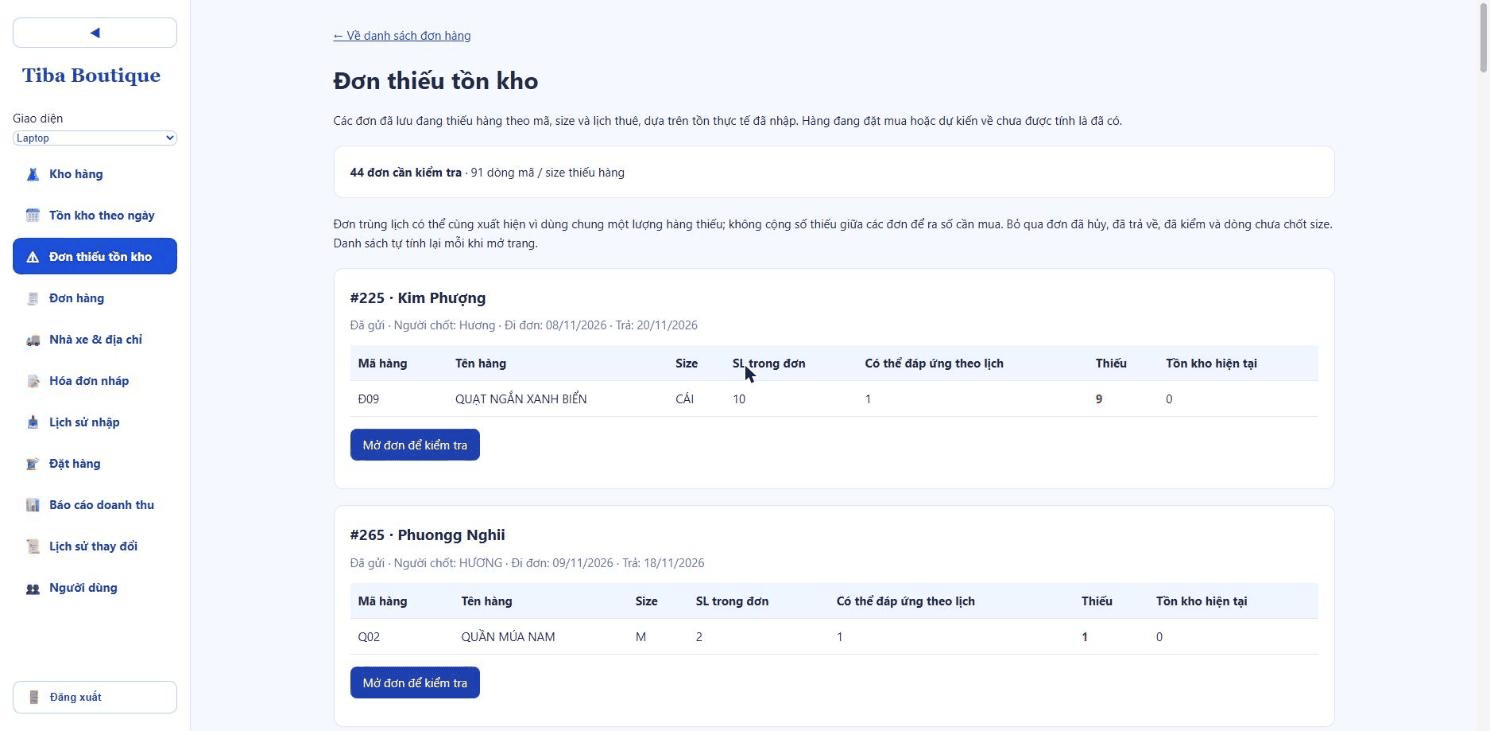 ◀
Tiba Boutique
Giao diện
Laptop
Kho hàng
Tồn kho theo ngày
Đơn thiếu tồn kho
Đơn hàng
Nhà xe & địa chỉ
Hóa đơn nháp
Lịch sử nhập
Đặt hàng
Báo cáo doanh thu
Lịch sử thay đổi
Người dùng
Đăng xuất
← Về danh sách đơn hàng
Đơn thiếu tồn kho
Các đơn đã lưu đang thiếu hàng theo mã, size và lịch thuê, dựa trên tồn thực tế đã nhập. Hàng đang đặt mua hoặc dự kiến về chưa được tính là đã có.
44 đơn cần kiểm tra · 91 dòng mã / size thiếu hàng
Đơn trùng lịch có thể cùng xuất hiện vì dùng chung một lượng hàng thiếu; không cộng số thiếu giữa các đơn để ra số cần mua. Bỏ qua đơn đã hủy, đã trả về, đã kiểm và dòng chưa chốt size.
Danh sách tự tính lại mỗi khi mở trang.
#225 · Kim Phượng
Đã gửi · Người chốt: Hương · Đi đơn: 08/11/2026 · Trả: 20/11/2026
Mã hàng Tên hàng Size SL trong đơn Có thể đáp ứng theo lịch Thiếu Tồn kho hiện tại
Đ09 QUẠT NGẮN XANH BIỂN CÁI 10 1 9 0
Mở đơn để kiểm tra
#265 · Phuongg Nghii
Đã gửi · Người chốt: HƯƠNG · Đi đơn: 09/11/2026 · Trả: 18/11/2026
Mã hàng Tên hàng Size SL trong đơn Có thể đáp ứng theo lịch Thiếu Tồn kho hiện tại
Q02 QUẦN MÚA NAM M 2 1 1 0
Mở đơn để kiểm tra